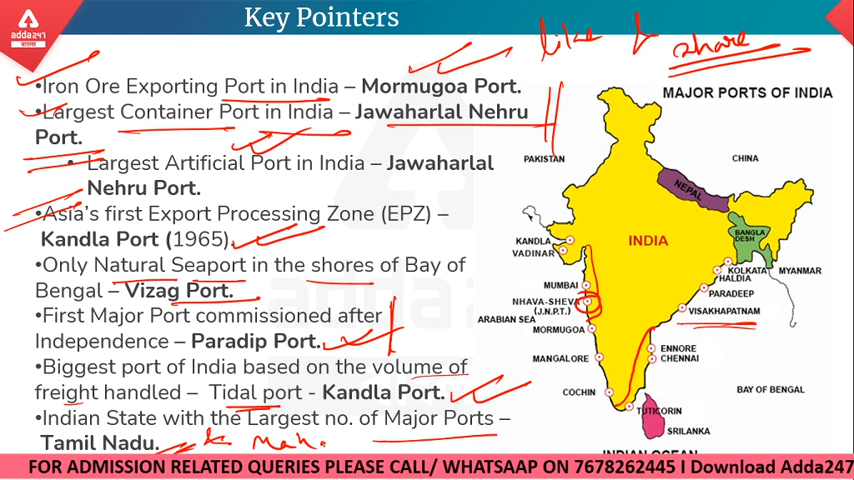 Key Pointers
adda247
বাংলা
like & share
•Iron Ore Exporting Port in India – Mormugoa Port.
•Largest Container Port in India – Jawaharlal Nehru
Port.
• Largest Artificial Port in India – Jawaharlal
Nehru Port.
•Asia's first Export Processing Zone (EPZ) –
Kandla Port (1965).
•Only Natural Seaport in the shores of Bay of
Bengal – Vizag Port.
•First Major Port commissioned after
Independence – Paradip Port.
•Biggest port of India based on the volume of
freight handled – Tidal port - Kandla Port.
•Indian State with the Largest no. of Major Ports –
Tamil Nadu.
& Mah.
MAJOR PORTS OF INDIA
PAKISTAN
CHINA
NEPAL
BANGLA
DESH
INDIA
KANDLA
VADINAR
KOLKATA
MYANMAR
HALDIA
MUMBAI
PARADEEP
NHAVA-SHEVA
(J.N.P.T.)
VISAKHAPATNAM
ARABIAN SEA
MORMUGOA
ENNORE
CHENNAI
MANGALORE
BAY OF BENGAL
COCHIN
TUTICORIN
SRILANKA
INDIAN OCEAN
FOR ADMISSION RELATED QUERIES PLEASE CALL/ WHATSAAP ON 7678262445 I Download Adda247